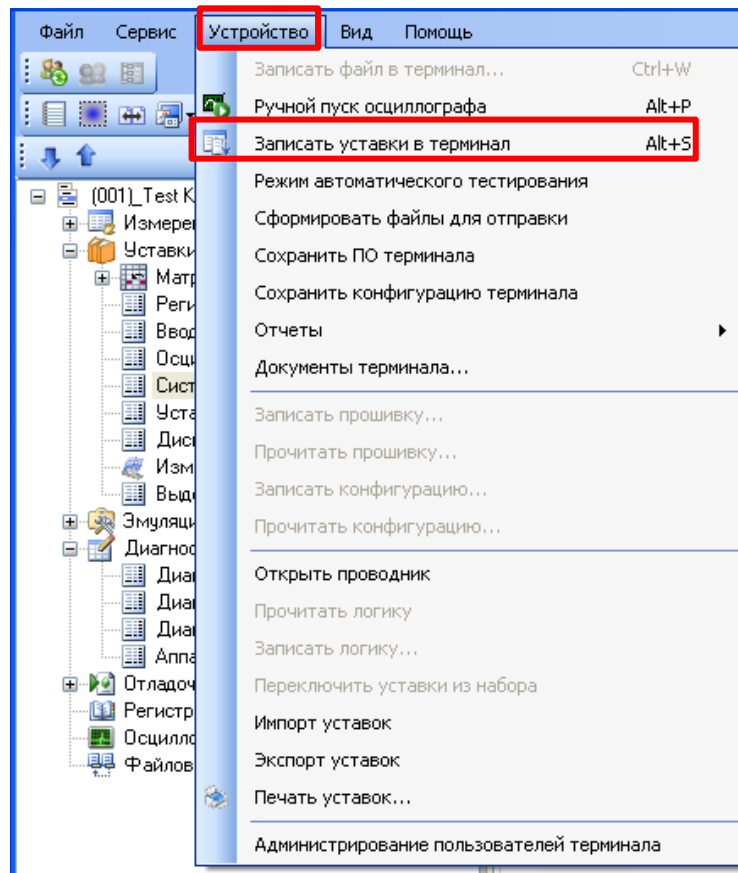 Файл Сервис Устройство Вид Помощь
Записать файл в терминал... Ctrl+W
Ручной пуск осциллографа Alt+P
Записать уставки в терминал Alt+S
Режим автоматического тестирования
Сформировать файлы для отправки
Сохранить ПО терминала
Сохранить конфигурацию терминала
Отчеты
Документы терминала...
Записать прошивку...
Прочитать прошивку...
Записать конфигурацию...
Прочитать конфигурацию...
Открыть проводник
Прочитать логику
Записать логику...
Переключить уставки из набора
Импорт уставок
Экспорт уставок
Печать уставок...
Администрирование пользователей терминала
(001)_Test K
Измере
Уставки
Матр
Реги
Ввод
Осци
Сист
Уста
Диск
Изм
Выде
Эмуляци
Диагнос
Диаг
Диаг
Диаг
Аппа
Отладоч
Регистр
Осцилло
Файлов